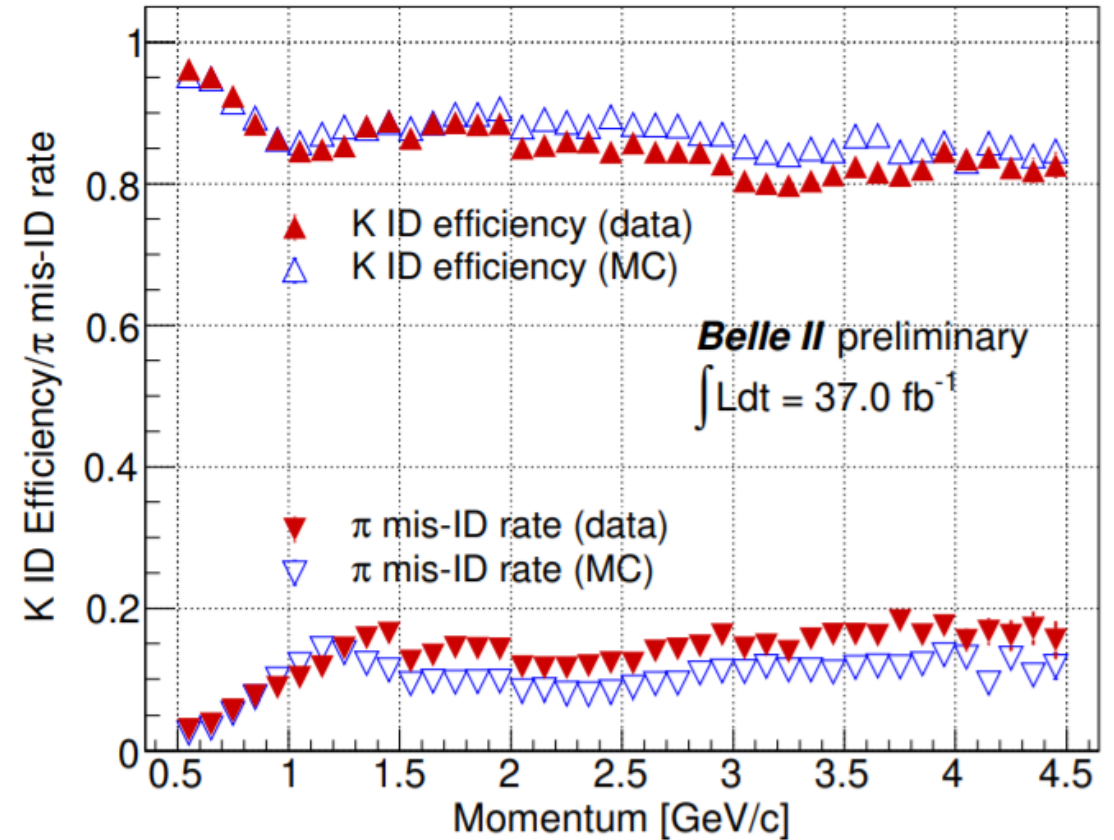 K ID Efficiency/π mis-ID rate
1
0.8
0.6
0.4
0.2
0
K ID efficiency (data)
K ID efficiency (MC)
Belle II preliminary
∫Ldt = 37.0 fb⁻¹
π mis-ID rate (data)
π mis-ID rate (MC)
0.5 1 1.5 2 2.5 3 3.5 4 4.5
Momentum [GeV/c]